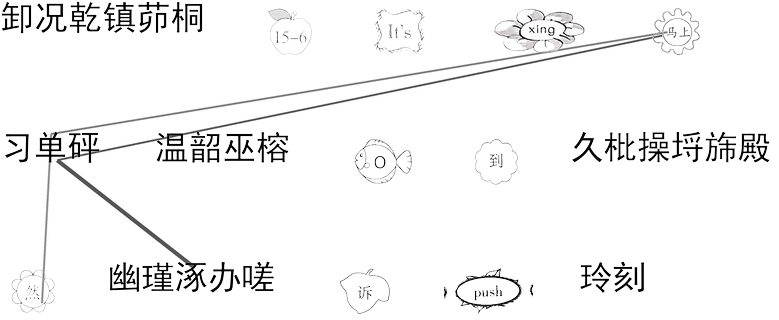 卸况乾镇茆桐 15-6 It's xing 马上
习单砰 温韶巫榕 O 到 久枇操埒旆殿
然 幽瑾涿办嗟 诉 push 玲刻